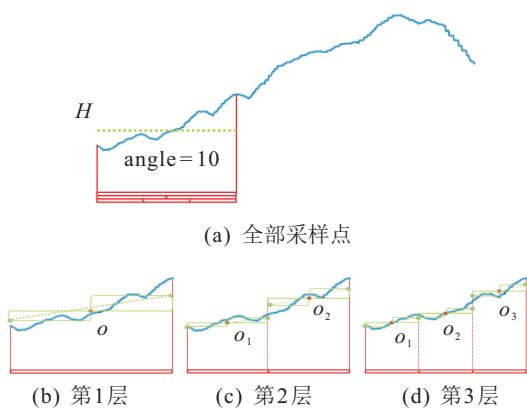 H
angle = 10
(a) 全部采样点
o
o₁
o₂
o₁
o₂
o₃
(b) 第1层
(c) 第2层
(d) 第3层